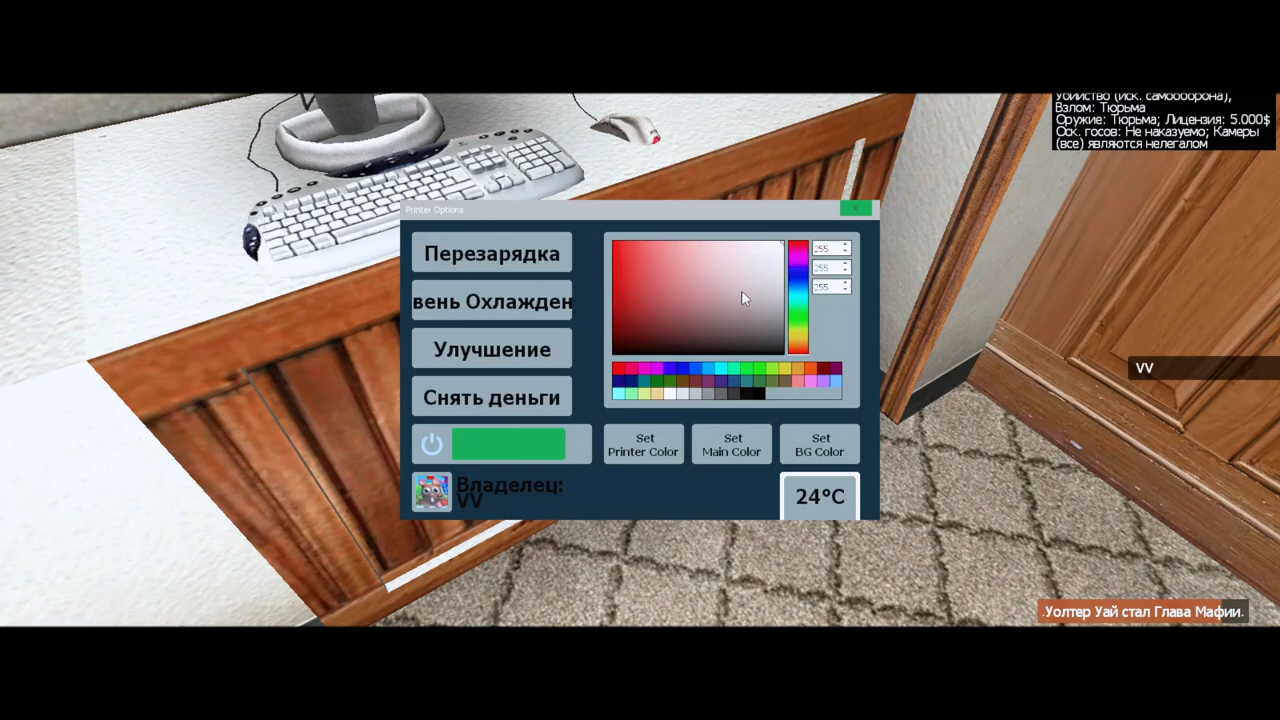 Убийство (иск. самооборона),
Взлом: Тюрьма
Оружие: Тюрьма; Лицензия: 5.000$
Оск. госов: Не наказуемо; Камеры
(все) являются нелегалом
Printer Options
x
Перезарядка
вень Охлажден
Улучшение
Снять деньги
255
255
255
Set
Printer Color
Set
Main Color
Set
BG Color
Владелец:
VV
24°C
VV
Уолтер Уай стал Глава Мафии.